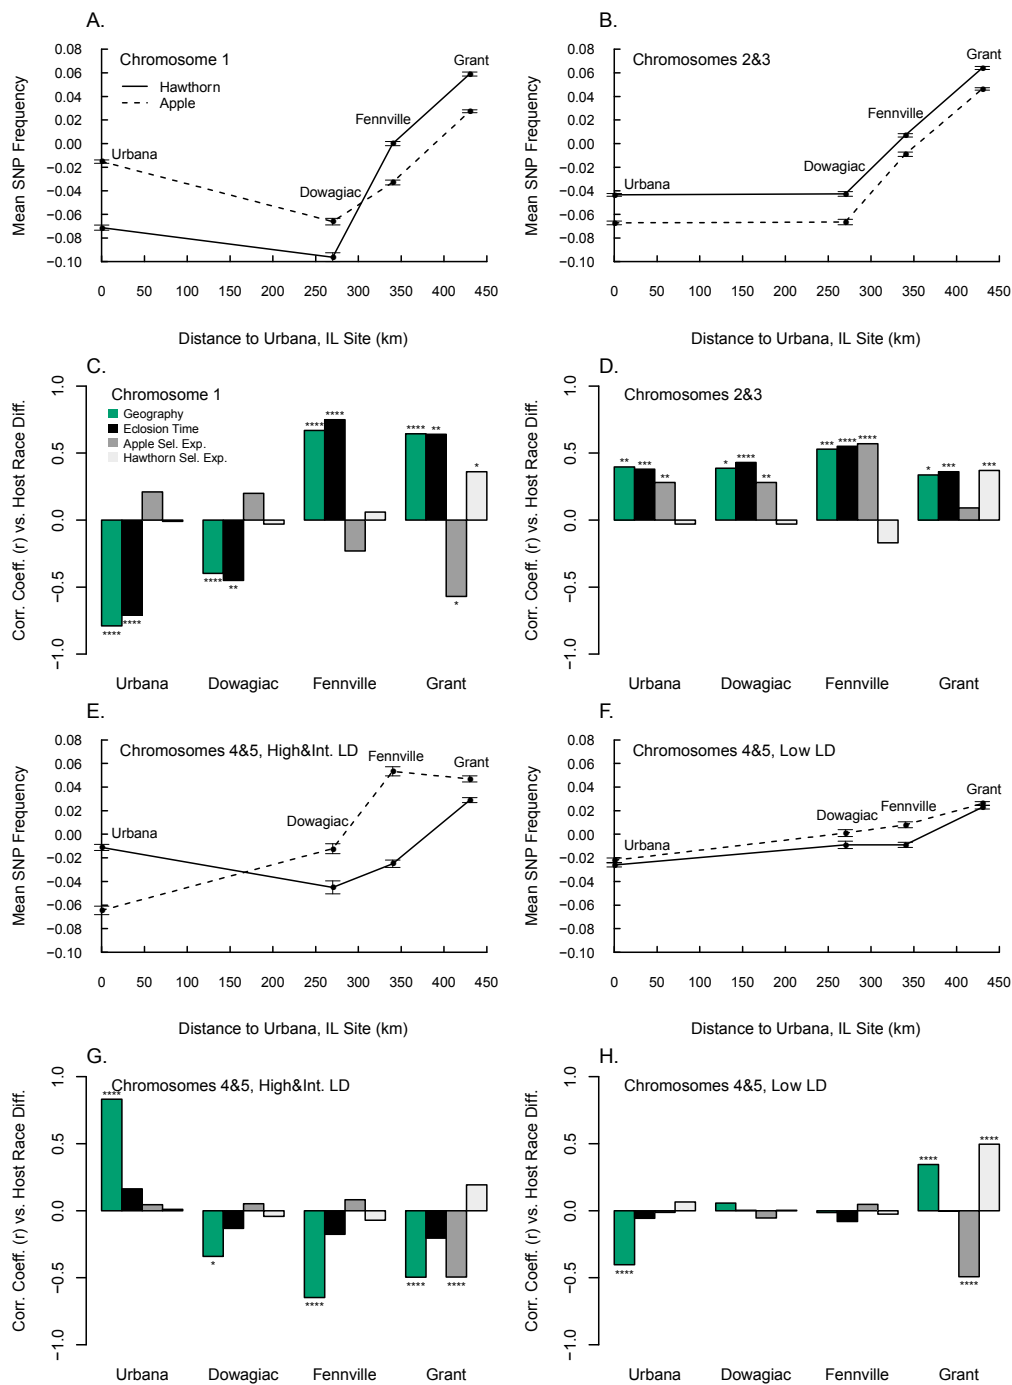 A.
Chromosome 1
Hawthorn
Apple
Urbana
Dowagiac
Fennville
Grant
Mean SNP Frequency
0.08
0.06
0.04
0.02
0.00
−0.02
−0.04
−0.06
−0.08
−0.10
0 50 100 150 200 250 300 350 400 450
Distance to Urbana, IL Site (km)
B.
Chromosomes 2&3
Urbana
Dowagiac
Fennville
Grant
Mean SNP Frequency
0.08
0.06
0.04
0.02
0.00
−0.02
−0.04
−0.06
−0.08
−0.10
0 50 100 150 200 250 300 350 400 450
Distance to Urbana, IL Site (km)
C.
Chromosome 1
Geography
Eclosion Time
Apple Sel. Exp.
Hawthorn Sel. Exp.
Corr. Coeff. (r) vs. Host Race Diff.
1.0
0.5
0.0
−0.5
−1.0
**** ****
**** **
**** ****
**** ** * *
Urbana Dowagiac Fennville Grant
D.
Chromosomes 2&3
Corr. Coeff. (r) vs. Host Race Diff.
1.0
0.5
0.0
−0.5
−1.0
** *** **
* **** **
*** **** ****
* *** ***
Urbana Dowagiac Fennville Grant
E.
Chromosomes 4&5, High&Int. LD
Urbana
Dowagiac
Fennville
Grant
Mean SNP Frequency
0.08
0.06
0.04
0.02
0.00
−0.02
−0.04
−0.06
−0.08
−0.10
0 50 100 150 200 250 300 350 400 450
Distance to Urbana, IL Site (km)
F.
Chromosomes 4&5, Low LD
Urbana
Dowagiac
Fennville
Grant
Mean SNP Frequency
0.08
0.06
0.04
0.02
0.00
−0.02
−0.04
−0.06
−0.08
−0.10
0 50 100 150 200 250 300 350 400 450
Distance to Urbana, IL Site (km)
G.
Chromosomes 4&5, High&Int. LD
Corr. Coeff. (r) vs. Host Race Diff.
1.0
0.5
0.0
−0.5
−1.0
****
*
****
**** ****
Urbana Dowagiac Fennville Grant
H.
Chromosomes 4&5, Low LD
Corr. Coeff. (r) vs. Host Race Diff.
1.0
0.5
0.0
−0.5
−1.0
****
**** **** ****
Urbana Dowagiac Fennville Grant